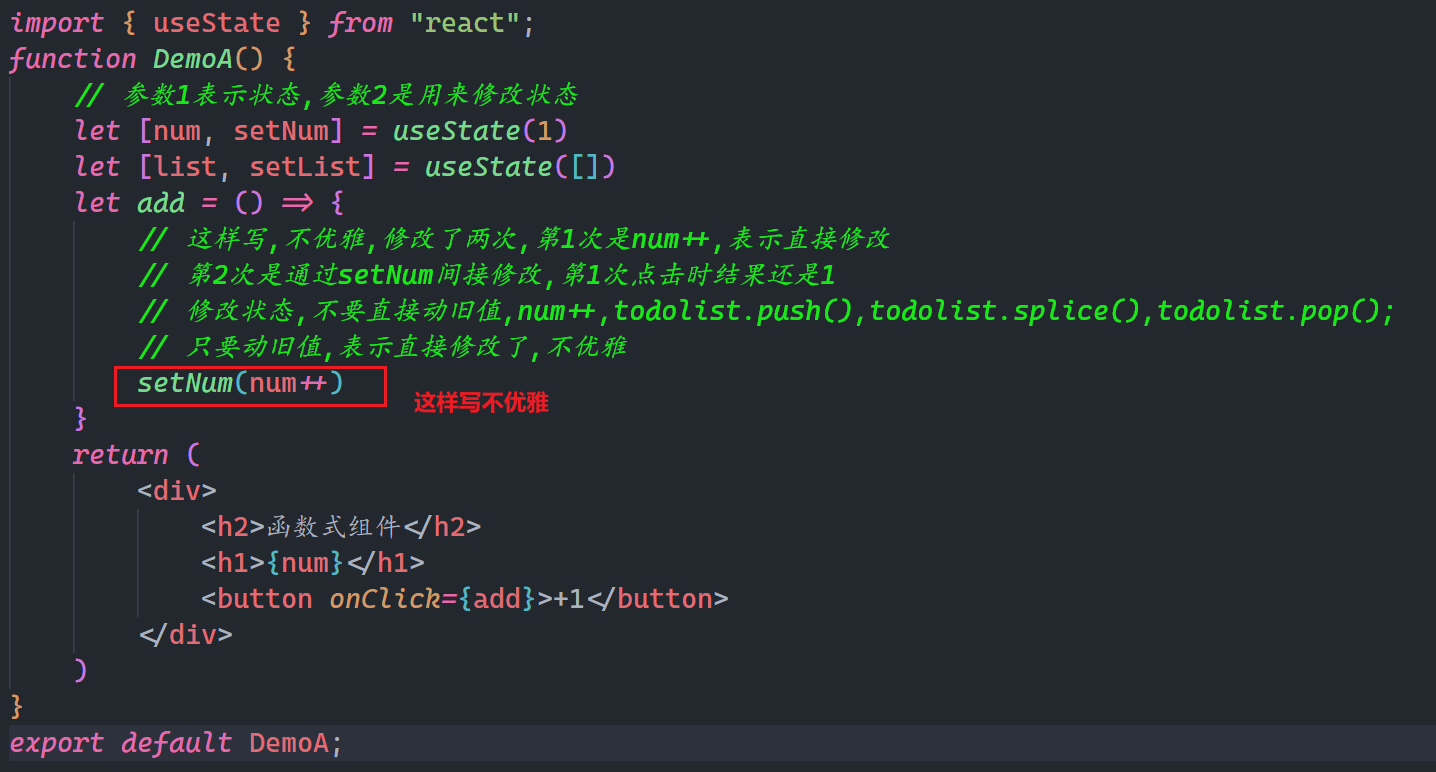 import { useState } from "react";
function DemoA() {
// 参数1表示状态,参数2是用来修改状态
let [num, setNum] = useState(1)
let [list, setList] = useState([])
let add = () => {
// 这样写,不优雅,修改了两次,第1次是num++,表示直接修改
// 第2次是通过setNum间接修改,第1次点击时结果还是1
// 修改状态,不要直接动旧值,num++,todolist.push(),todolist.splice(),todolist.pop();
// 只要动旧值,表示直接修改了,不优雅
setNum(num++)
这样写不优雅
}
return (
<div>
<h2>函数式组件</h2>
<h1>{num}</h1>
<button onClick={add}>+1</button>
</div>
)
}
export default DemoA;